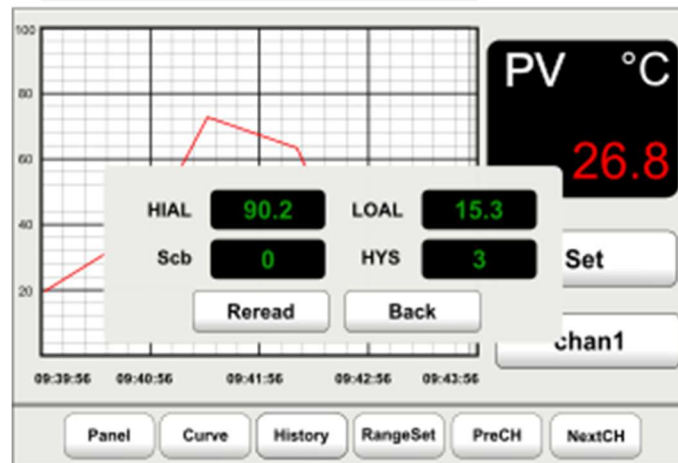 100
80
60
40
20
PV °C
26.8
HIAL 90.2 LOAL 15.3
Scb 0 HYS 3
Reread Back
Set
chan1
09:39:56 09:40:56 09:41:56 09:42:56 09:43:56
Panel Curve History RangeSet PreCH NextCH